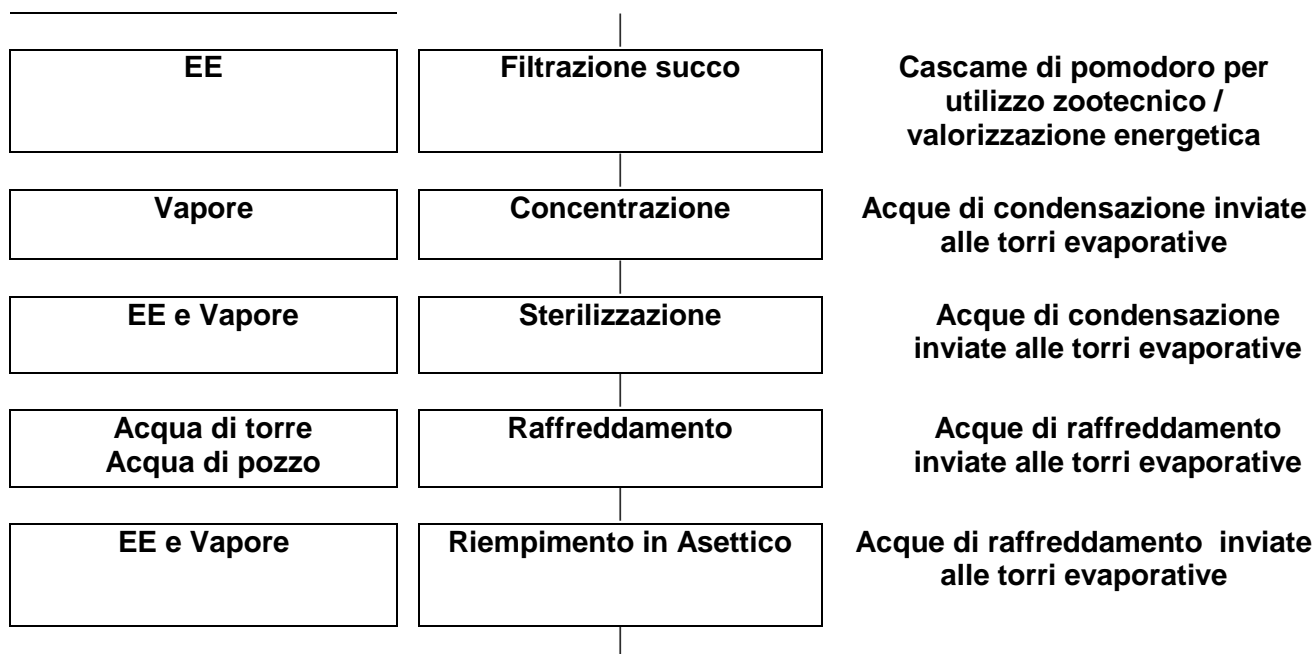 EE
Filtrazione succo
Cascame di pomodoro per
utilizzo zootecnico /
valorizzazione energetica
Vapore
Concentrazione
Acque di condensazione inviate
alle torri evaporative
EE e Vapore
Sterilizzazione
Acque di condensazione
inviate alle torri evaporative
Acqua di torre
Acqua di pozzo
Raffreddamento
Acque di raffreddamento
inviate alle torri evaporative
EE e Vapore
Riempimento in Asettico
Acque di raffreddamento  inviate
alle torri evaporative